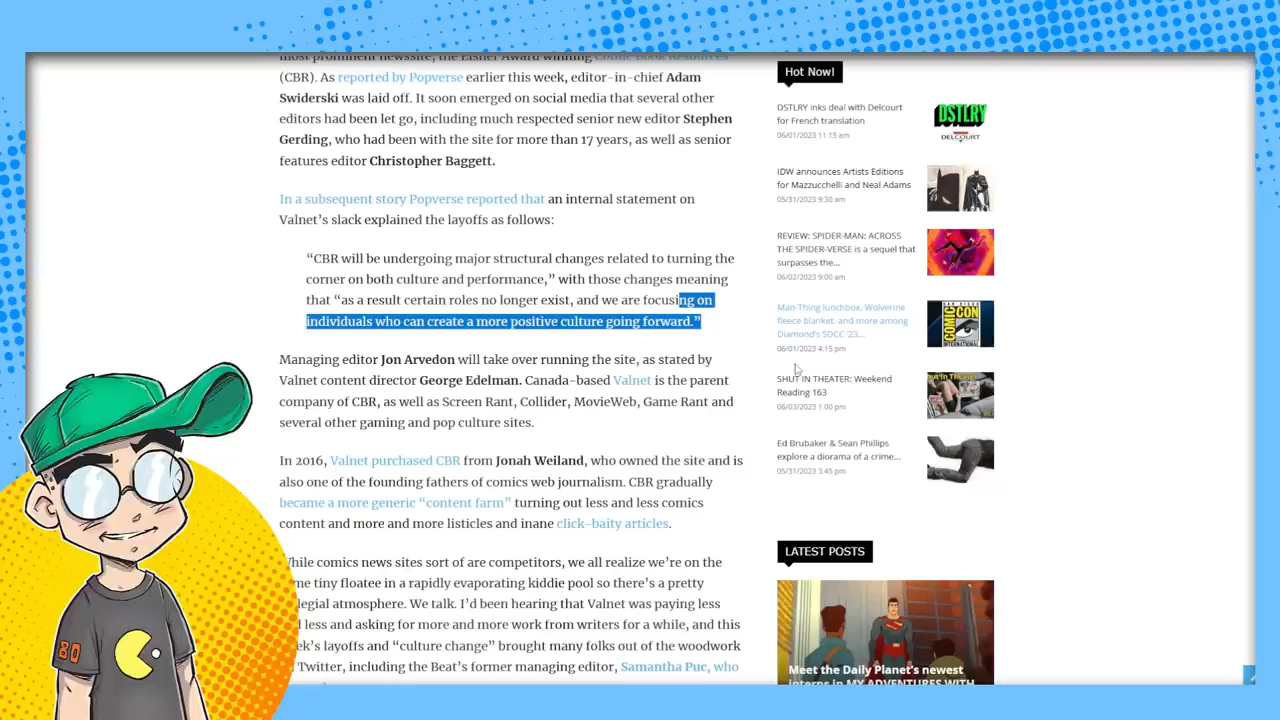 most prominent newssite, the Eisner Award winning Comic Book Resources
(CBR). As reported by Popverse earlier this week, editor-in-chief Adam
Swiderski was laid off. It soon emerged on social media that several other
editors had been let go, including much respected senior new editor Stephen
Gerding, who had been with the site for more than 17 years, as well as senior
features editor Christopher Baggett.
In a subsequent story Popverse reported that an internal statement on
Valnet’s slack explained the layoffs as follows:
“CBR will be undergoing major structural changes related to turning the
corner on both culture and performance,” with those changes meaning
that “as a result certain roles no longer exist, and we are focusing on
individuals who can create a more positive culture going forward.”
Managing editor Jon Arvedon will take over running the site, as stated by
Valnet content director George Edelman. Canada-based Valnet is the parent
company of CBR, as well as Screen Rant, Collider, MovieWeb, Game Rant and
several other gaming and pop culture sites.
In 2016, Valnet purchased CBR from Jonah Weiland, who owned the site and is
also one of the founding fathers of comics web journalism. CBR gradually
became a more generic “content farm” turning out less and less comics
content and more and more listicles and inane click-baity articles.
hile comics news sites sort of are competitors, we all realize we’re on the
me tiny floatee in a rapidly evaporating kiddie pool so there’s a pretty
legial atmosphere. We talk. I’d been hearing that Valnet was paying less
less and asking for more and more work from writers for a while, and this
ek’s layoffs and “culture change” brought many folks out of the woodwork
Twitter, including the Beat’s former managing editor, Samantha Puc, who
Hot Now!
DSTLRY inks deal with Delcourt
for French translation
06/01/2023 11:15 am
DSTLRY
DELCOURT
IDW announces Artists Editions
for Mazzucchelli and Neal Adams
05/31/2023 9:30 am
REVIEW: SPIDER-MAN: ACROSS
THE SPIDER-VERSE is a sequel that
surpasses the...
06/02/2023 9:00 am
Man-Thing lunchbox, Wolverine
fleece blanket, and more among
Diamond’s SDCC ’23...
06/01/2023 4:15 pm
SAN DIEGO
COMIC CON
INTERNATIONAL
SHUT IN THEATER: Weekend
Reading 163
06/03/2023 1:00 pm
Ed Brubaker & Sean Phillips
explore a diorama of a crime...
05/31/2023 3:45 pm
LATEST POSTS
Meet the Daily Planet’s newest
interns in MY ADVENTURES WITH
80